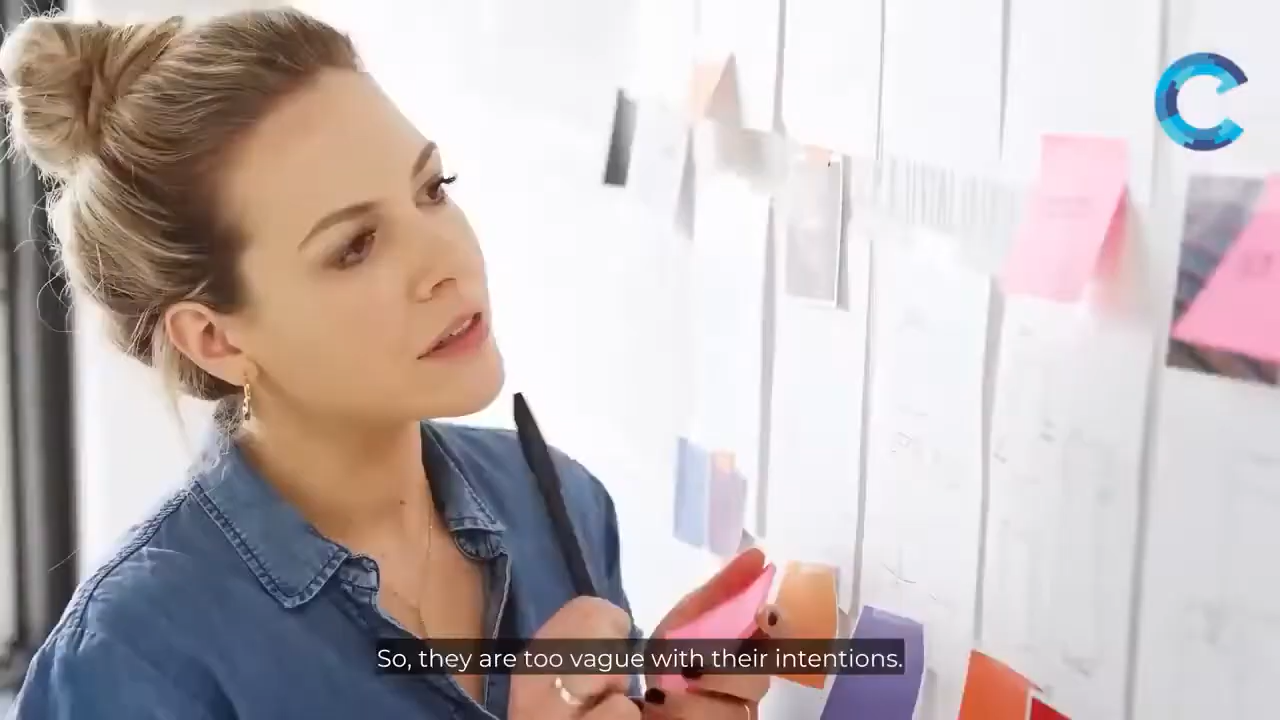 So, they are too vague with their intentions.